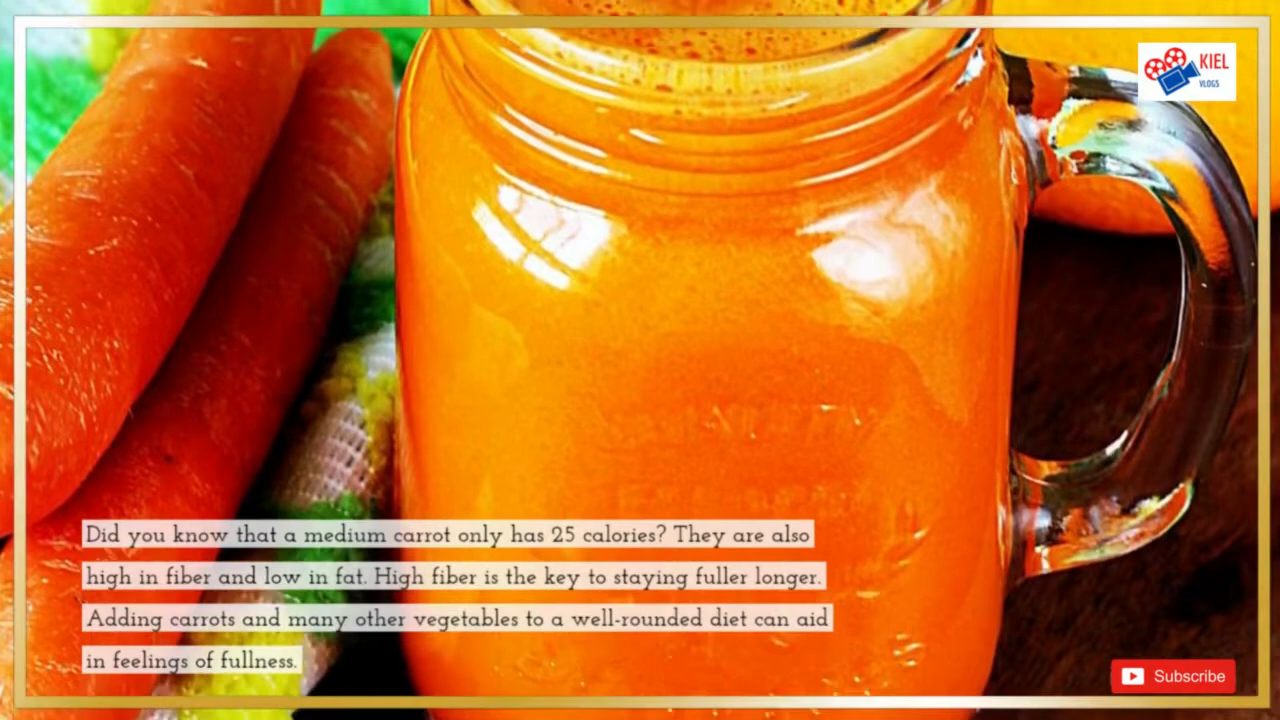 KIEL
VLOGS
Did you know that a medium carrot only has 25 calories? They are also
high in fiber and low in fat. High fiber is the key to staying fuller longer.
Adding carrots and many other vegetables to a well-rounded diet can aid
in feelings of fullness.
Subscribe